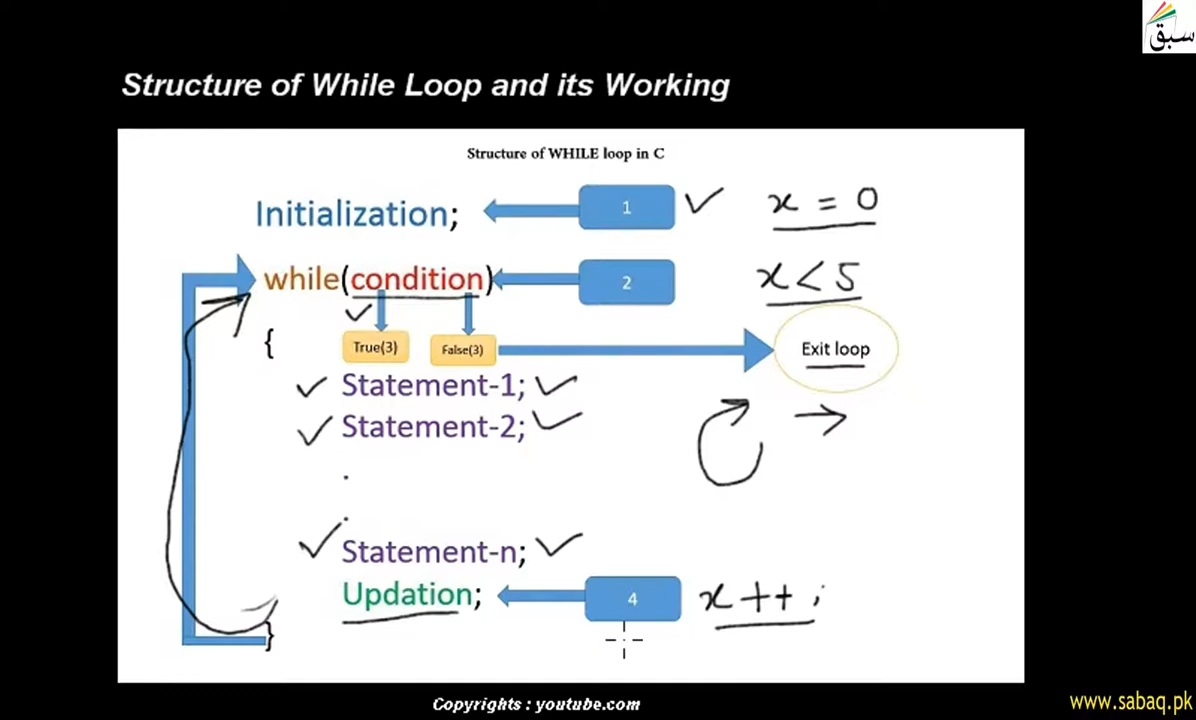 سبق
Structure of While Loop and its Working
Structure of WHILE loop in C
Initialization; 1 x = 0
while(condition) 2 x < 5
{ True(3) False(3) Exit loop
Statement-1;
Statement-2;
.
.
Statement-n;
Updation; 4 x++;
}
Copyrights : youtube.com
www.sabaq.pk